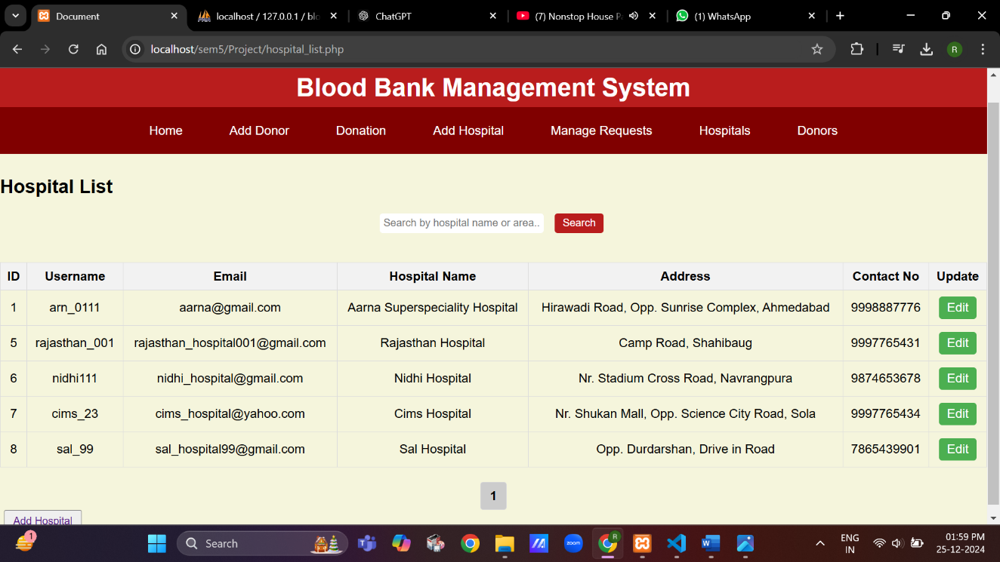 Document
localhost / 127.0.0.1 / blo
ChatGPT
(7) Nonstop House P
(1) WhatsApp
localhost/sem5/Project/hospital_list.php
R
Blood Bank Management System
Home Add Donor Donation Add Hospital Manage Requests Hospitals Donors
Hospital List
Search by hospital name or area.. Search
ID Username Email Hospital Name Address Contact No Update
1 arn_0111 aarna@gmail.com Aarna Superspeciality Hospital Hirawadi Road, Opp. Sunrise Complex, Ahmedabad 9998887776 Edit
5 rajasthan_001 rajasthan_hospital001@gmail.com Rajasthan Hospital Camp Road, Shahibaug 9997765431 Edit
6 nidhi111 nidhi_hospital@gmail.com Nidhi Hospital Nr. Stadium Cross Road, Navrangpura 9874653678 Edit
7 cims_23 cims_hospital@yahoo.com Cims Hospital Nr. Shukan Mall, Opp. Science City Road, Sola 9997765434 Edit
8 sal_99 sal_hospital99@gmail.com Sal Hospital Opp. Durdarshan, Drive in Road 7865439901 Edit
1
Add Hospital
1
Search
zoom
R
ENG
IN
01:59 PM
25-12-2024